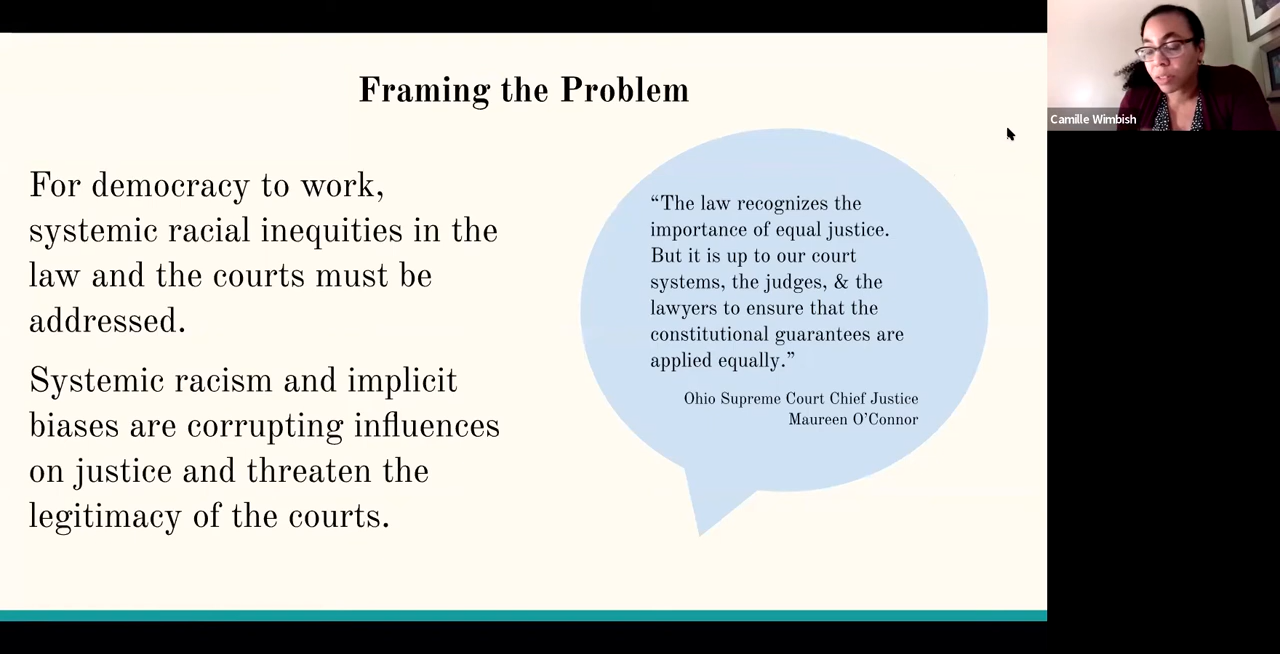 Framing the Problem
For democracy to work,
systemic racial inequities in the
law and the courts must be
addressed.
Systemic racism and implicit
biases are corrupting influences
on justice and threaten the
legitimacy of the courts.
“The law recognizes the
importance of equal justice.
But it is up to our court
systems, the judges, & the
lawyers to ensure that the
constitutional guarantees are
applied equally.”
Ohio Supreme Court Chief Justice
Maureen O’Connor
Camille Wimbish